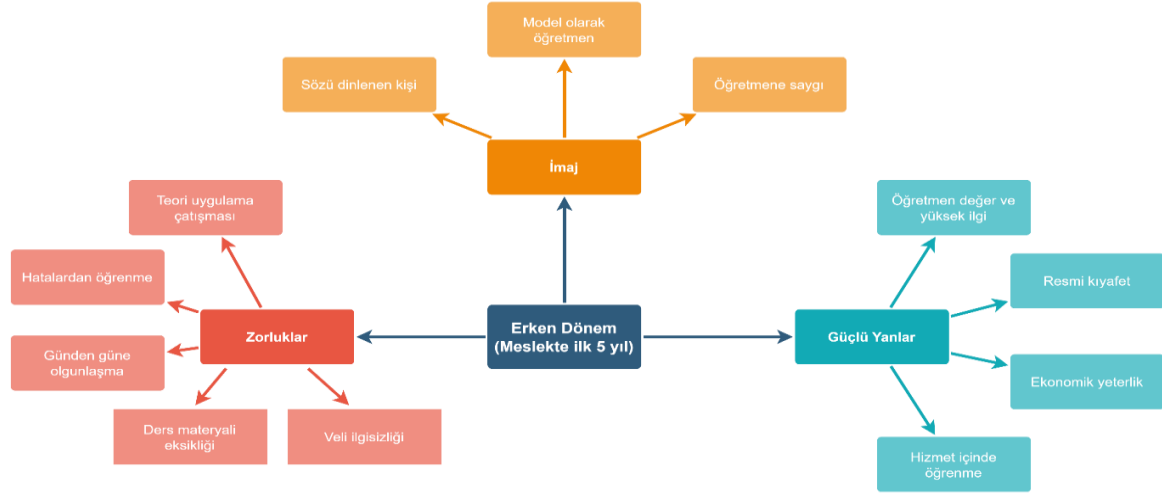 Model olarak
öğretmen
Sözü dinlenen kişi
Öğretmene saygı
İmaj
Teori uygulama
çatışması
Hatalardan öğrenme
Günden güne
olgunlaşma
Zorluklar
Ders materyali
eksikliği
Veli ilgisizliği
Erken Dönem
(Meslekte ilk 5 yıl)
Öğretmen değer ve
yüksek ilgi
Resmi kıyafet
Güçlü Yanlar
Ekonomik yeterlik
Hizmet içinde
öğrenme